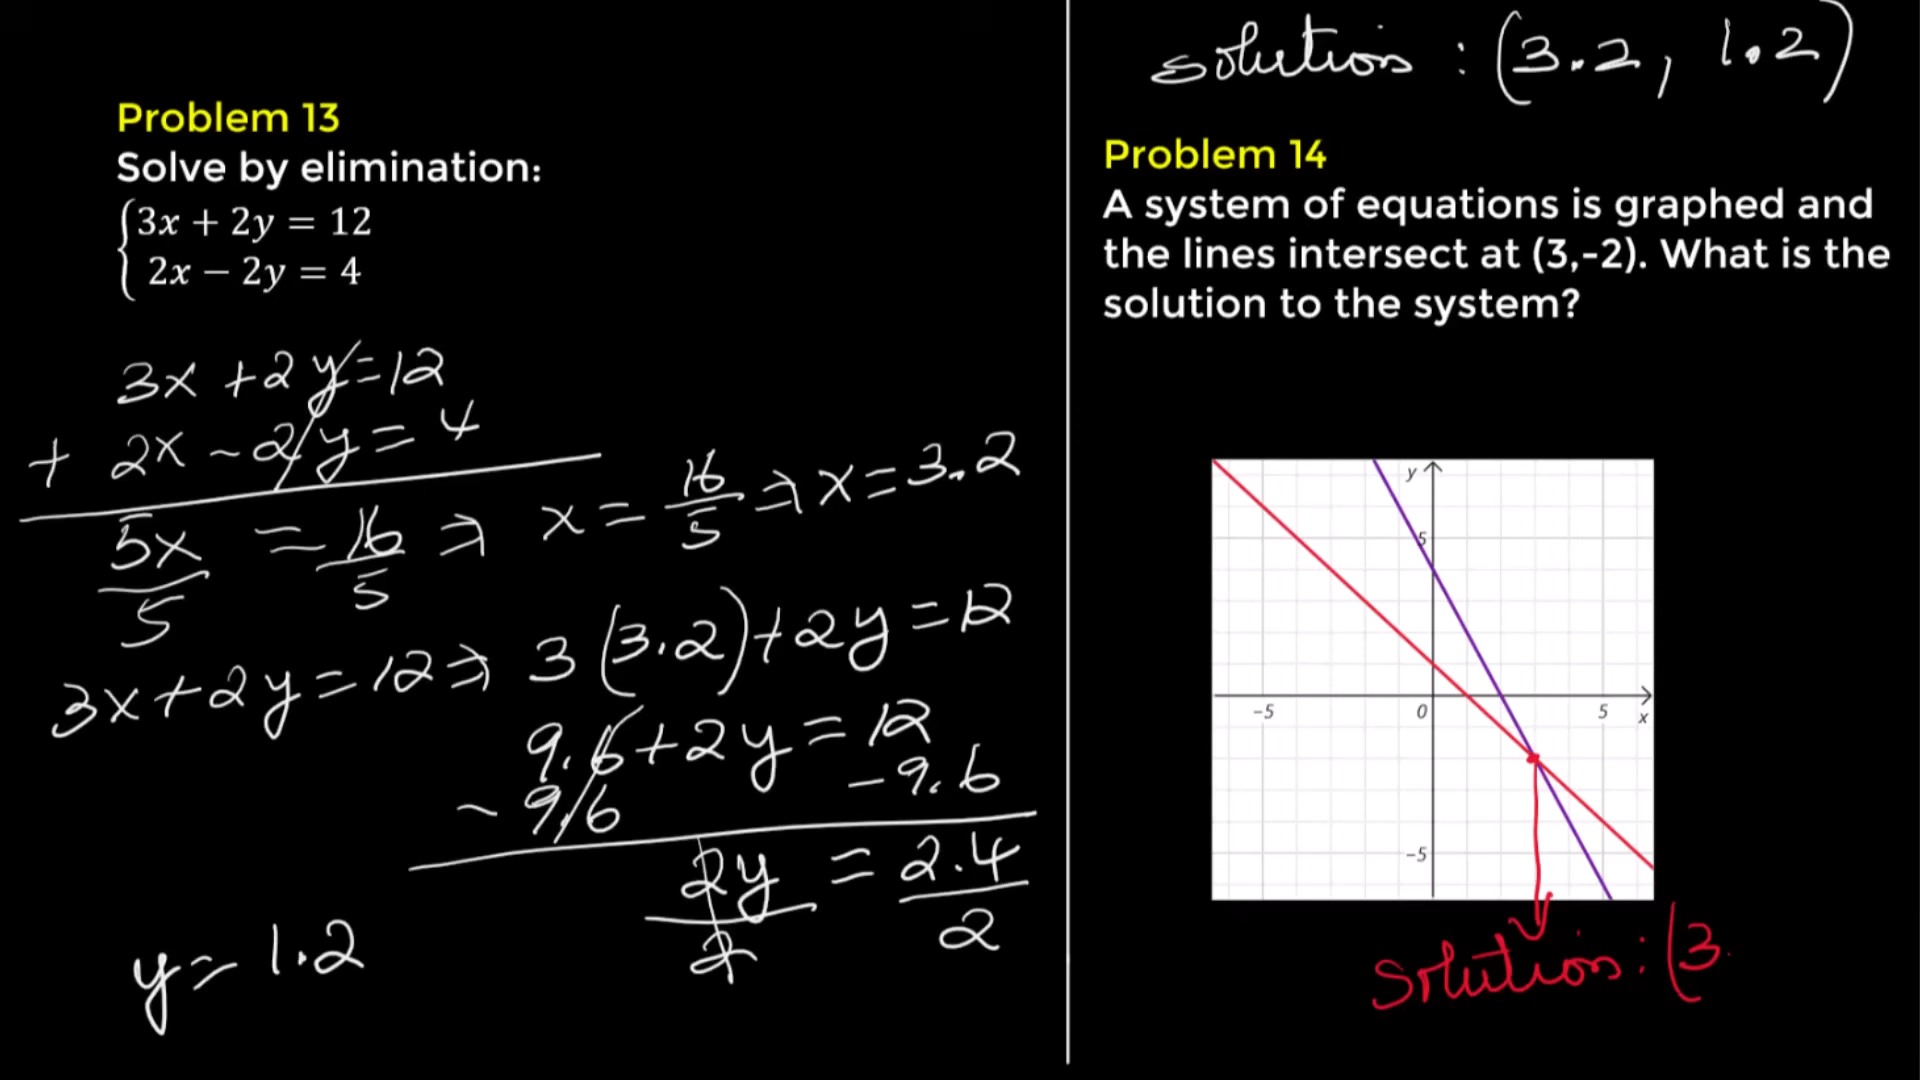 Problem 13
Solve by elimination:
3x + 2y = 12
2x − 2y = 4
3x + 2y = 12
+ 2x − 2y = 4
5x/5 = 16/5 ⇒ x = 16/5 ⇒ x = 3.2
3x + 2y = 12 ⇒ 3(3.2) + 2y = 12
9.6 + 2y = 12
− 9.6 − 9.6
2y/2 = 2.4/2
y = 1.2
solution : (3.2, 1.2)
Problem 14
A system of equations is graphed and
the lines intersect at (3,-2). What is the
solution to the system?
y
5
−5 0 5 x
−5
Solution : (3.